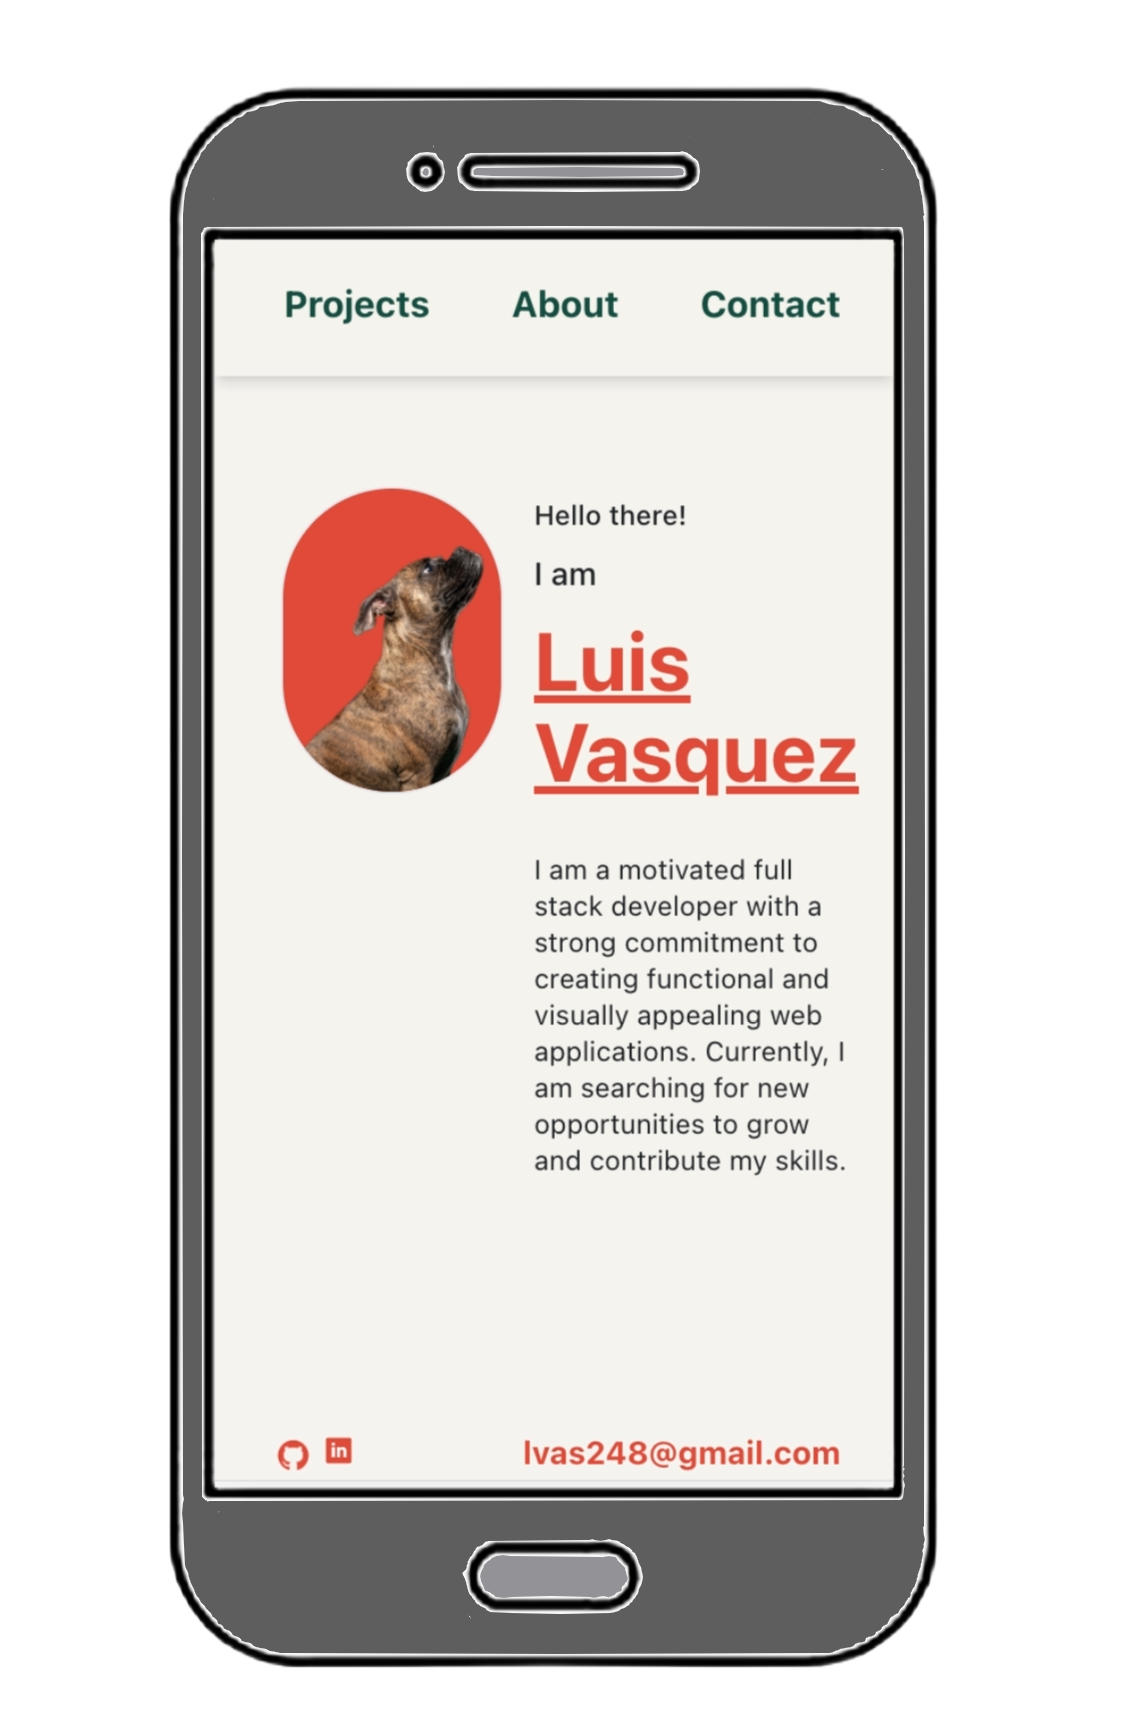 Projects About Contact
Hello there!
I am
Luis
Vasquez
I am a motivated full
stack developer with a
strong commitment to
creating functional and
visually appealing web
applications. Currently, I
am searching for new
opportunities to grow
and contribute my skills.
in
lvas248@gmail.com